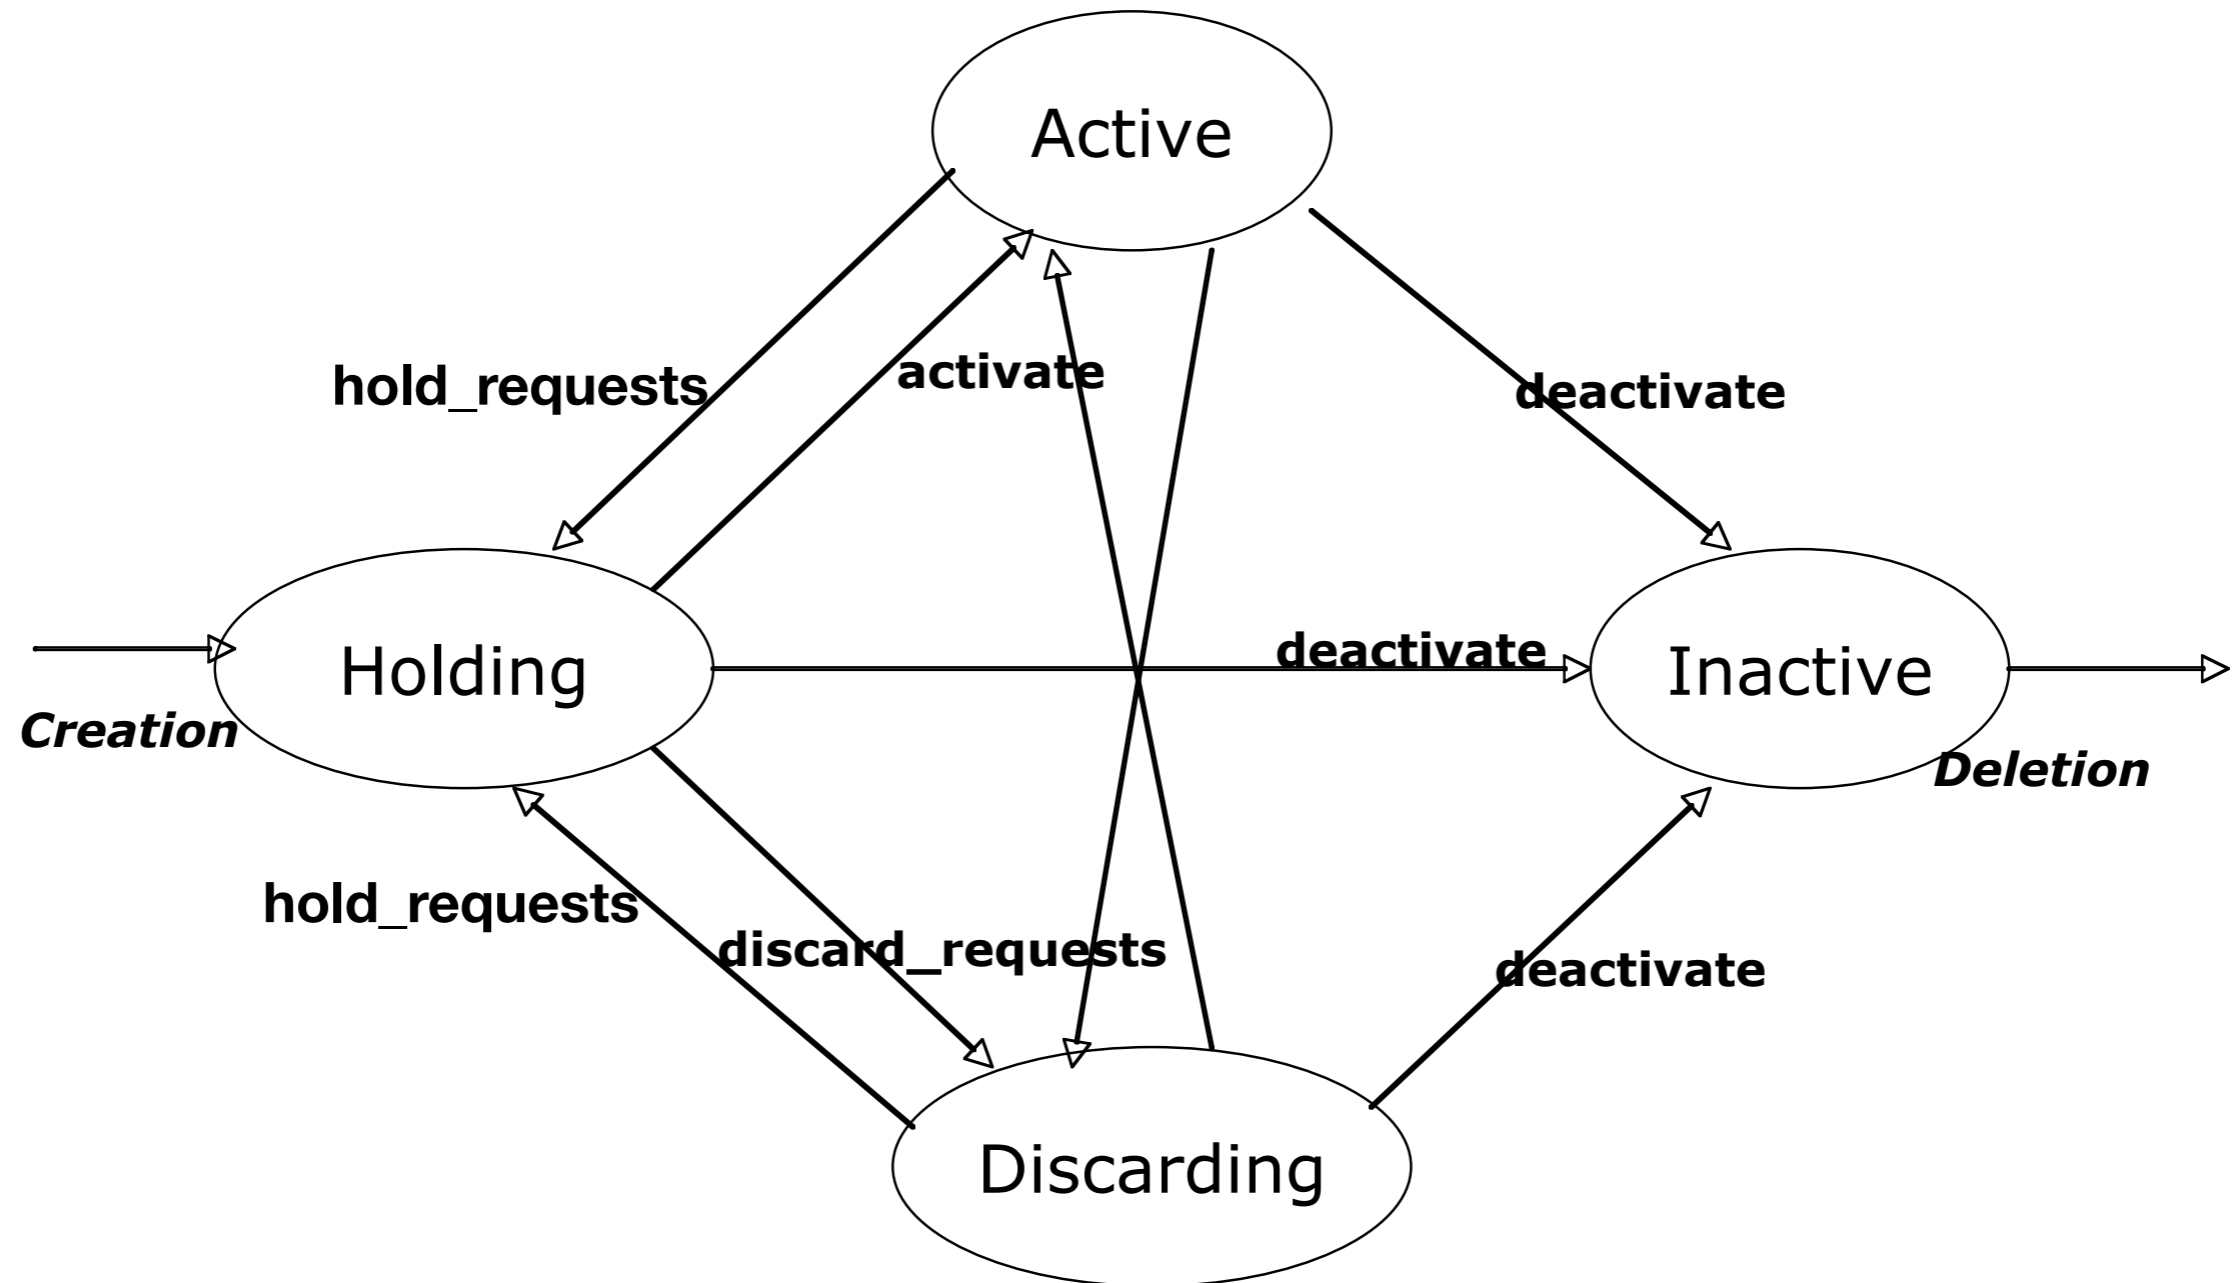 Active
hold_requests
activate
deactivate
Holding
deactivate
Inactive
Creation
Deletion
hold_requests
discard_requests
deactivate
Discarding